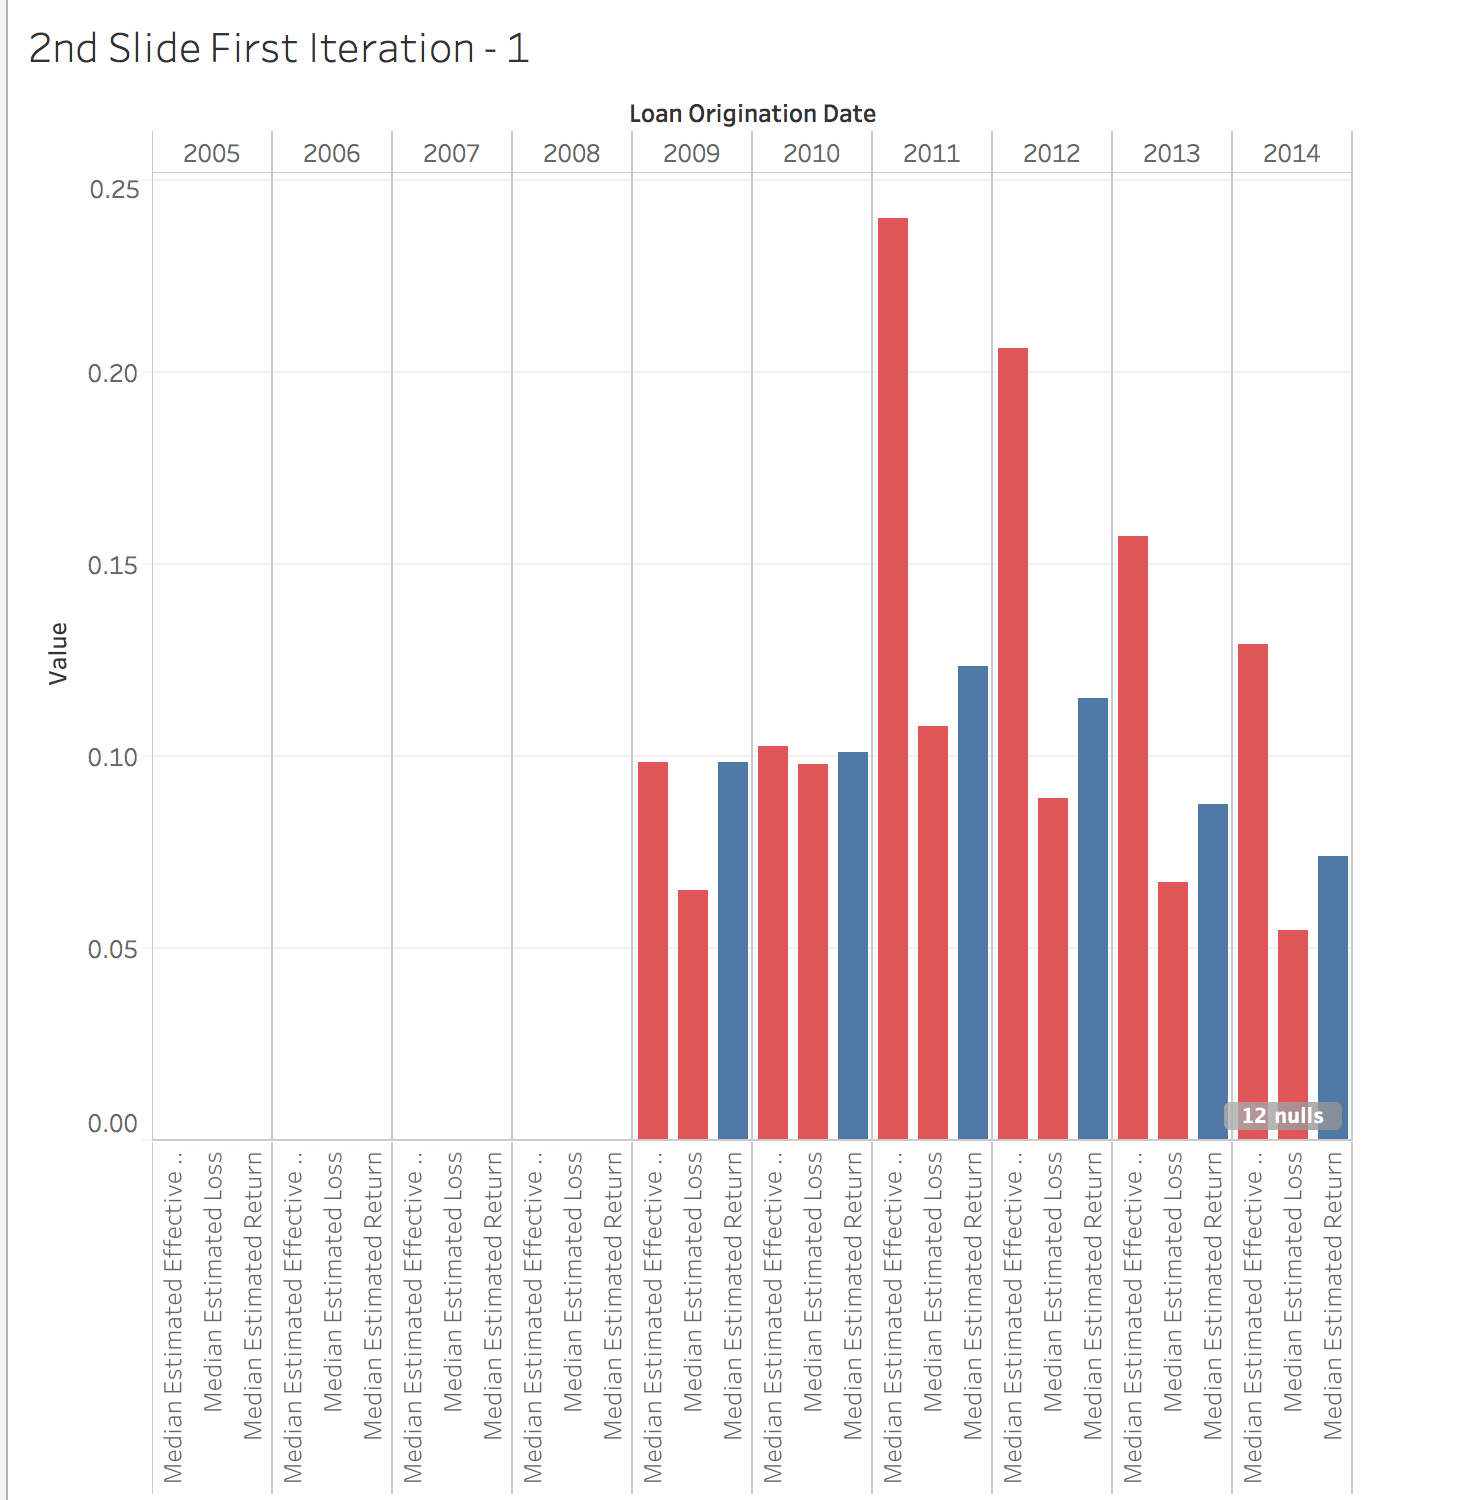 2nd Slide First Iteration - 1
Loan Origination Date
2005 2006 2007 2008 2009 2010 2011 2012 2013 2014
0.25
0.20
0.15
0.10
0.05
0.00
Value
12 nulls
Median Estimated Effective ..
Median Estimated Loss
Median Estimated Return
Median Estimated Effective ..
Median Estimated Loss
Median Estimated Return
Median Estimated Effective ..
Median Estimated Loss
Median Estimated Return
Median Estimated Effective ..
Median Estimated Loss
Median Estimated Return
Median Estimated Effective ..
Median Estimated Loss
Median Estimated Return
Median Estimated Effective ..
Median Estimated Loss
Median Estimated Return
Median Estimated Effective ..
Median Estimated Loss
Median Estimated Return
Median Estimated Effective ..
Median Estimated Loss
Median Estimated Return
Median Estimated Effective ..
Median Estimated Loss
Median Estimated Return
Median Estimated Effective ..
Median Estimated Loss
Median Estimated Return